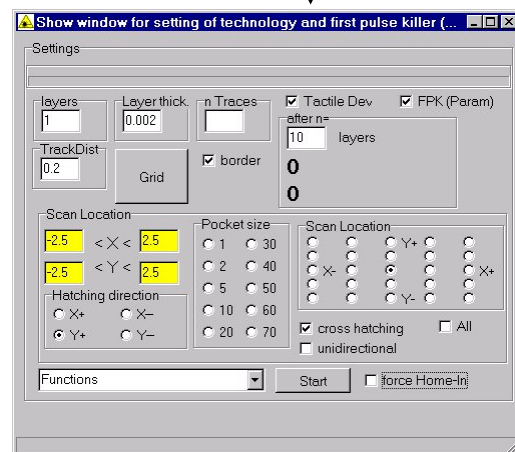 Show window for setting of technology and first pulse killer (...
Settings
layers Layer thick. n Traces Tactile Dev FPK (Param)
1 0.002
after n=
10 layers
TrackDist
0.2
Grid
border
0
0
Scan Location
-2.5 < X < 2.5
-2.5 < Y < 2.5
Hatching direction
X+ X–
Y+ Y–
Pocket size
1 30
2 40
5 50
10 60
20 70
Scan Location
Y+
X- X+
Y-
cross hatching All
unidirectional
Functions Start force Home-In